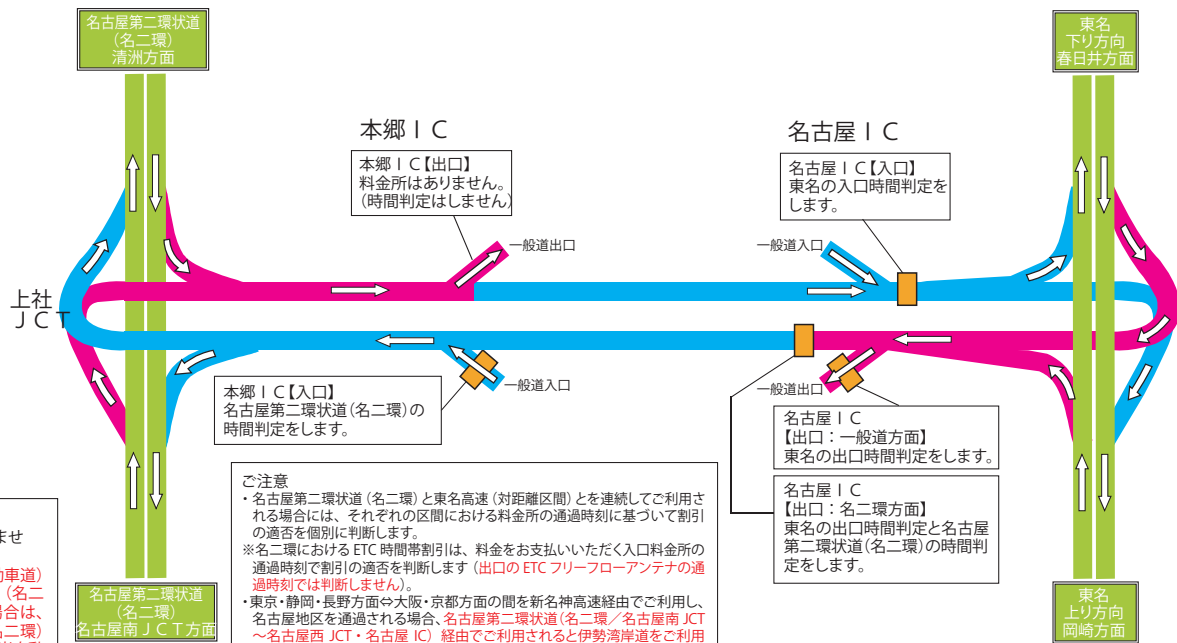 名古屋第二環状道
(名二環)
清洲方面
東名
下り方向
春日井方面
本郷ＩＣ
名古屋ＩＣ
本郷ＩＣ【出口】
料金所はありません。
(時間判定はしません)
名古屋ＩＣ【入口】
東名の入口時間判定を
します。
一般道出口
一般道入口
上社
ＪＣＴ
一般道入口
一般道出口
本郷ＩＣ【入口】
名古屋第二環状道(名二環)の
時間判定をします。
名古屋ＩＣ
【出口：一般道方面】
東名の出口時間判定をします。
名古屋ＩＣ
【出口：名二環方面】
東名の出口時間判定と名古屋
第二環状道(名二環)の時間判
定をします。
ご注意
・名古屋第二環状道(名二環)と東名高速(対距離区間)とを連続してご利用さ
れる場合には、それぞれの区間における料金所の通過時刻に基づいて割引
の適否を個別に判断します。
※名二環における ETC 時間帯割引は、料金をお支払いいただく入口料金所の
通過時刻で割引の適否を判断します(出口の ETC フリーフローアンテナの通
過時刻では判断しません)。
・東京・静岡・長野方面⇔大阪・京都方面の間を新名神高速経由でご利用し、
名古屋地区を通過される場合、名古屋第二環状道(名二環／名古屋南 JCT
～名古屋西 JCT・名古屋 IC) 経由でご利用されると伊勢湾岸道をご利用
ませ
動車道)
(名二
場合は、
名二環)
名古屋第二環状道
(名二環)
名古屋南ＪＣＴ方面
東名
上り方向
岡崎方面